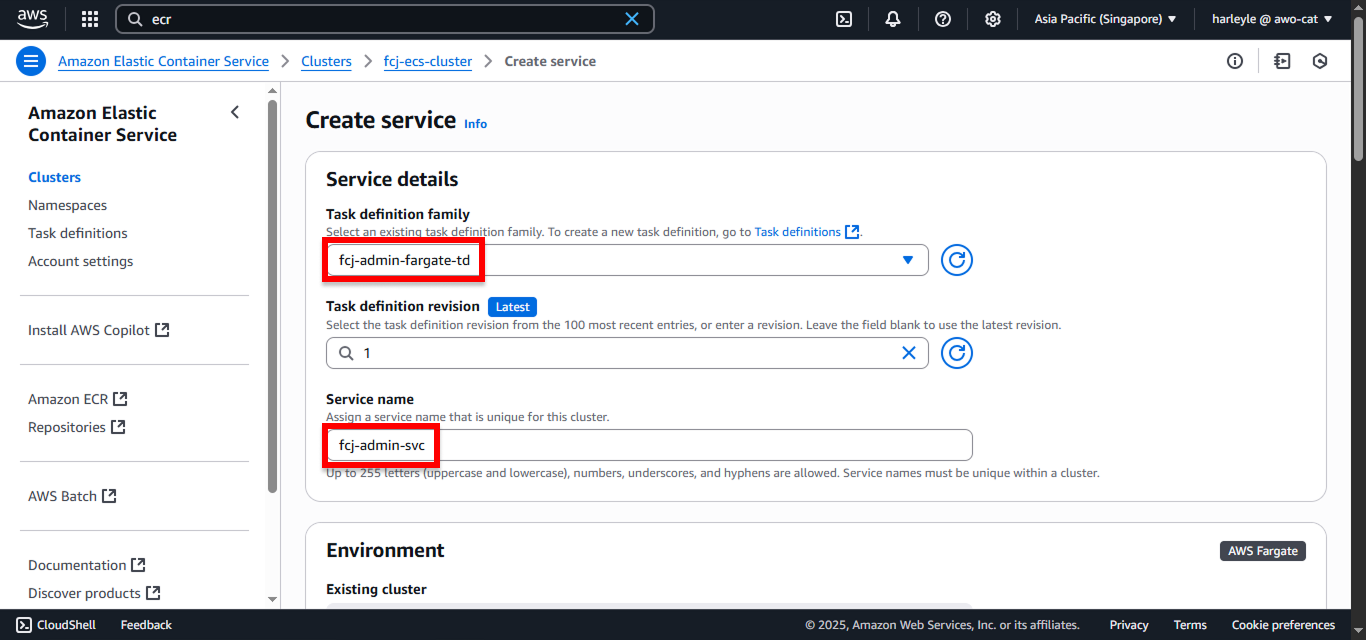 aws
ecr
Asia Pacific (Singapore)
harleyle @ awo-cat
Amazon Elastic Container Service
Clusters
fcj-ecs-cluster
Create service
Amazon Elastic
Container Service
Clusters
Namespaces
Task definitions
Account settings
Install AWS Copilot
Amazon ECR
Repositories
AWS Batch
Documentation
Discover products
Create service Info
Service details
Task definition family
Select an existing task definition family. To create a new task definition, go to Task definitions.
fcj-admin-fargate-td
Task definition revision Latest
Select the task definition revision from the 100 most recent entries, or enter a revision. Leave the field blank to use the latest revision.
1
Service name
Assign a service name that is unique for this cluster.
fcj-admin-svc
Up to 255 letters (uppercase and lowercase), numbers, underscores, and hyphens are allowed. Service names must be unique within a cluster.
Environment
AWS Fargate
Existing cluster
CloudShell
Feedback
© 2025, Amazon Web Services, Inc. or its affiliates.
Privacy
Terms
Cookie preferences